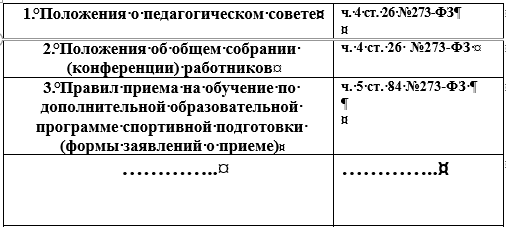 1. Положения о педагогическом совете
ч. 4 ст. 26 №273-ФЗ
2. Положения об общем собрании
(конференции) работников
ч. 4 ст. 26 №273-ФЗ
3. Правил приема на обучение по
дополнительной образовательной
программе спортивной подготовки
(формы заявлений о приеме)
ч. 5 ст. 84 №273-ФЗ
…………..
…………..